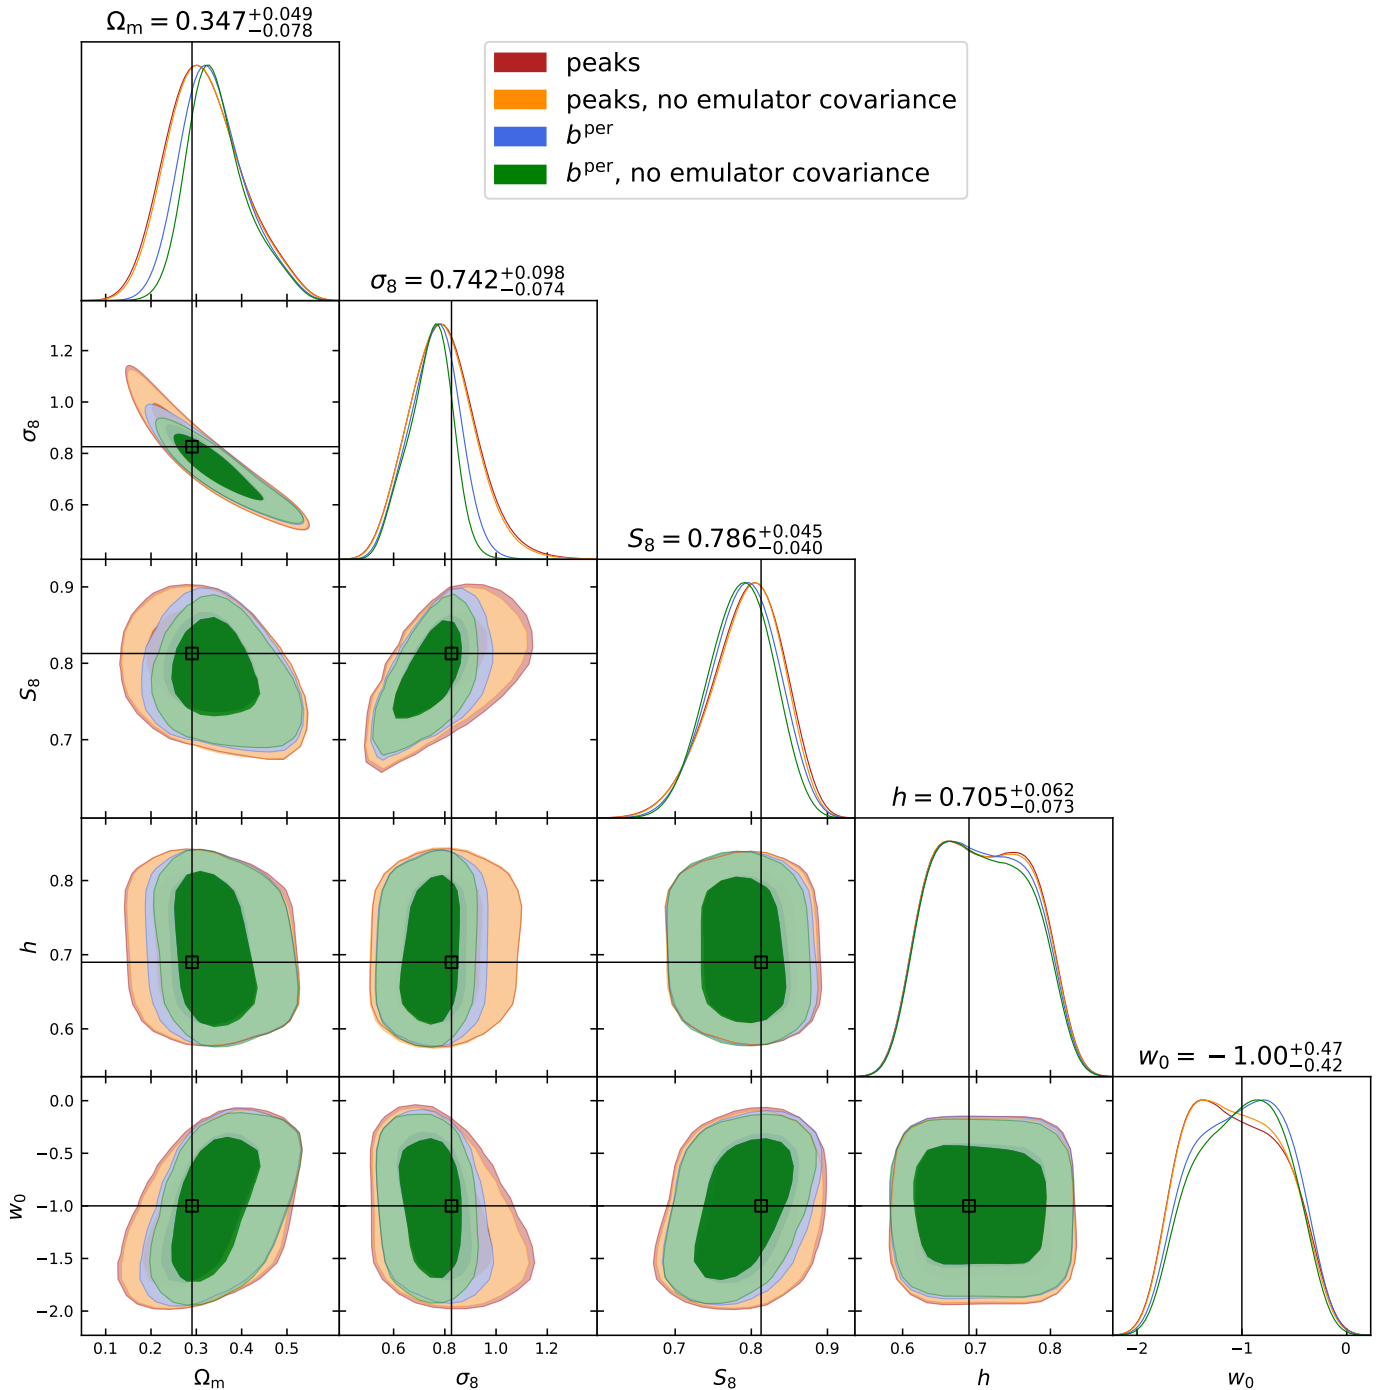 Ωm = 0.347+0.049−0.078
peaks
peaks, no emulator covariance
bper
bper, no emulator covariance
σ8 = 0.742+0.098−0.074
1.2
1.0
0.8
0.6
σ8
S8 = 0.786+0.045−0.040
0.9
0.8
0.7
S8
h = 0.705+0.062−0.073
0.8
0.7
0.6
h
w0 = −1.00+0.47−0.42
0.0
−0.5
−1.0
−1.5
−2.0
w0
0.1 0.2 0.3 0.4 0.5
0.6 0.8 1.0 1.2
0.7 0.8 0.9
0.6 0.7 0.8
−2 −1 0
Ωm
σ8
S8
h
w0